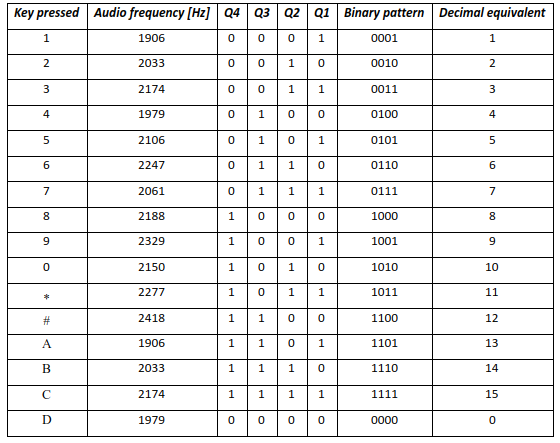 Key pressed Audio frequency [Hz] Q4 Q3 Q2 Q1 Binary pattern Decimal equivalent
1 1906 0 0 0 1 0001 1
2 2033 0 0 1 0 0010 2
3 2174 0 0 1 1 0011 3
4 1979 0 1 0 0 0100 4
5 2106 0 1 0 1 0101 5
6 2247 0 1 1 0 0110 6
7 2061 0 1 1 1 0111 7
8 2188 1 0 0 0 1000 8
9 2329 1 0 0 1 1001 9
0 2150 1 0 1 0 1010 10
* 2277 1 0 1 1 1011 11
# 2418 1 1 0 0 1100 12
A 1906 1 1 0 1 1101 13
B 2033 1 1 1 0 1110 14
C 2174 1 1 1 1 1111 15
D 1979 0 0 0 0 0000 0